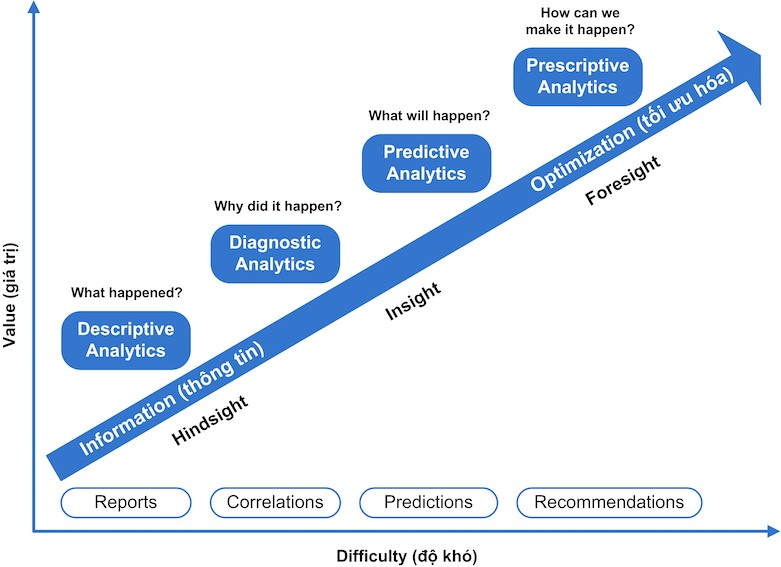 How can we
make it happen?
Prescriptive
Analytics
What will happen?
Predictive
Analytics
Why did it happen?
Diagnostic
Analytics
What happened?
Descriptive
Analytics
Information (thông tin)
Optimization (tối ưu hóa)
Hindsight
Insight
Foresight
Value (giá trị)
Reports
Correlations
Predictions
Recommendations
Difficulty (độ khó)